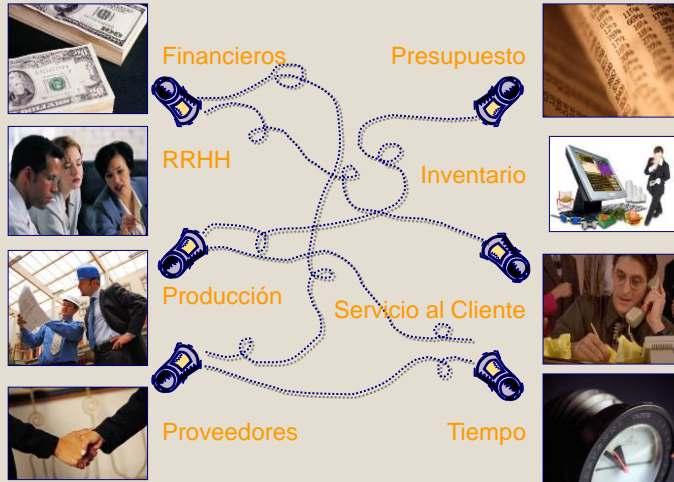 Financieros
Presupuesto
RRHH
Inventario
Producción
Servicio al Cliente
Proveedores
Tiempo